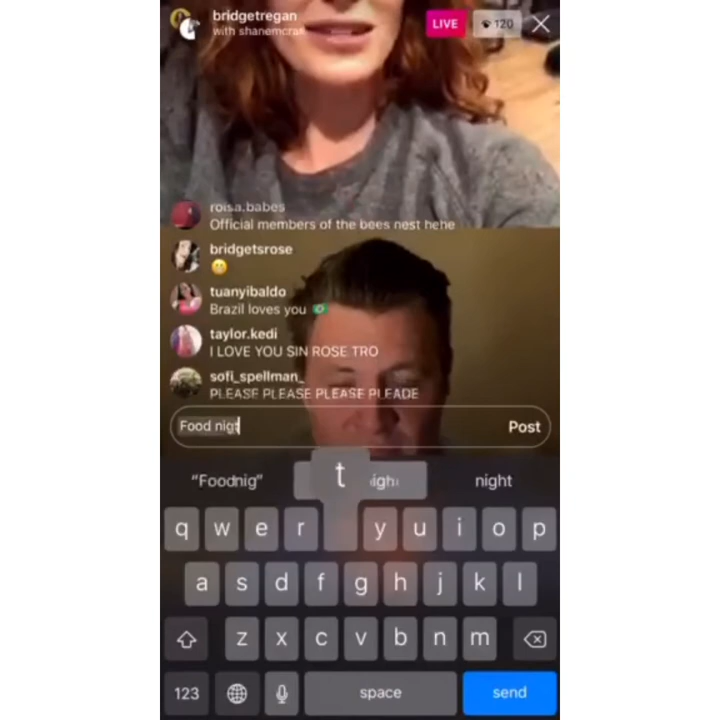 bridgetregan
with shanemcrae
LIVE
120
roisa.babes
Official members of the bees nest hehe
bridgetsrose
tuanyibaldo
Brazil loves you
taylor.kedi
I LOVE YOU SIN ROSE TRO
sofi_spellman_
PLEASE PLEASE PLEASE PLEADE
Food nigt
Post
“Foodnig”
night
t
q w e r y u i o p
a s d f g h j k l
z x c v b n m
123
space
send